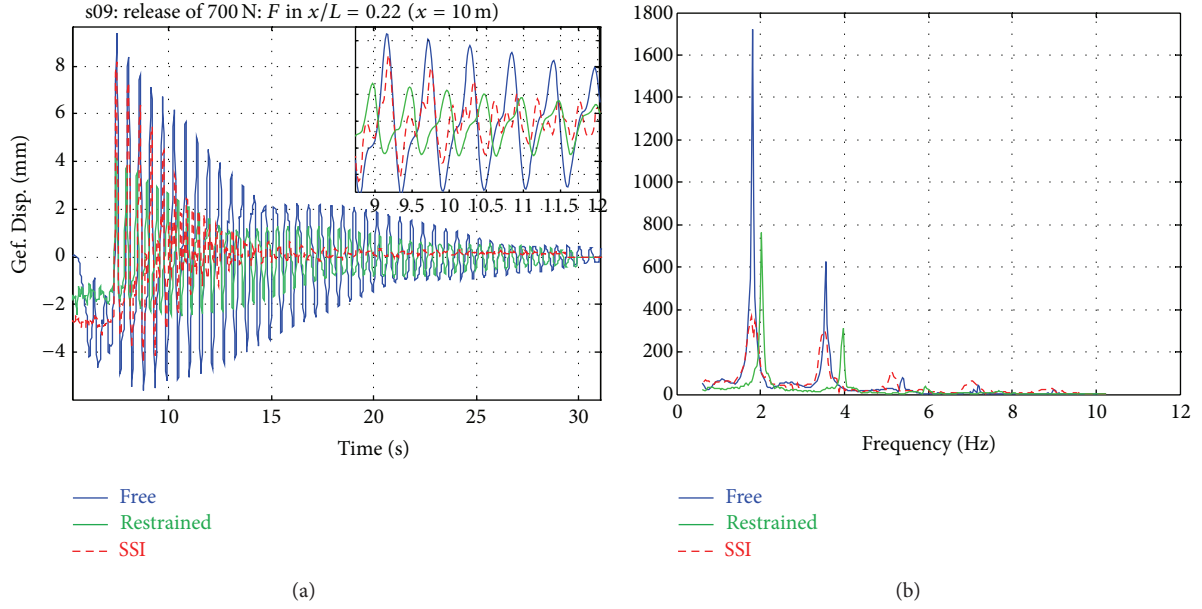 s09: release of 700 N: F in x/L = 0.22 (x = 10 m)
Gef. Disp. (mm)
8
6
4
2
0
−2
−4
9 9.5 10 10.5 11 11.5 12
10 15 20 25 30
Time (s)
Free
Restrained
SSI
(a)
1800
1600
1400
1200
1000
800
600
400
200
0
0 2 4 6 8 10 12
Frequency (Hz)
Free
Restrained
SSI
(b)